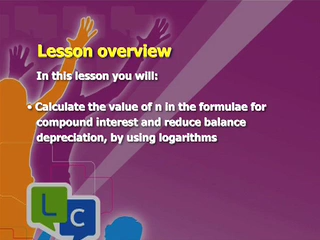 Lesson overview
In this lesson you will:
• Calculate the value of n in the formulae for
compound interest and reduce balance
depreciation, by using logarithms
L C